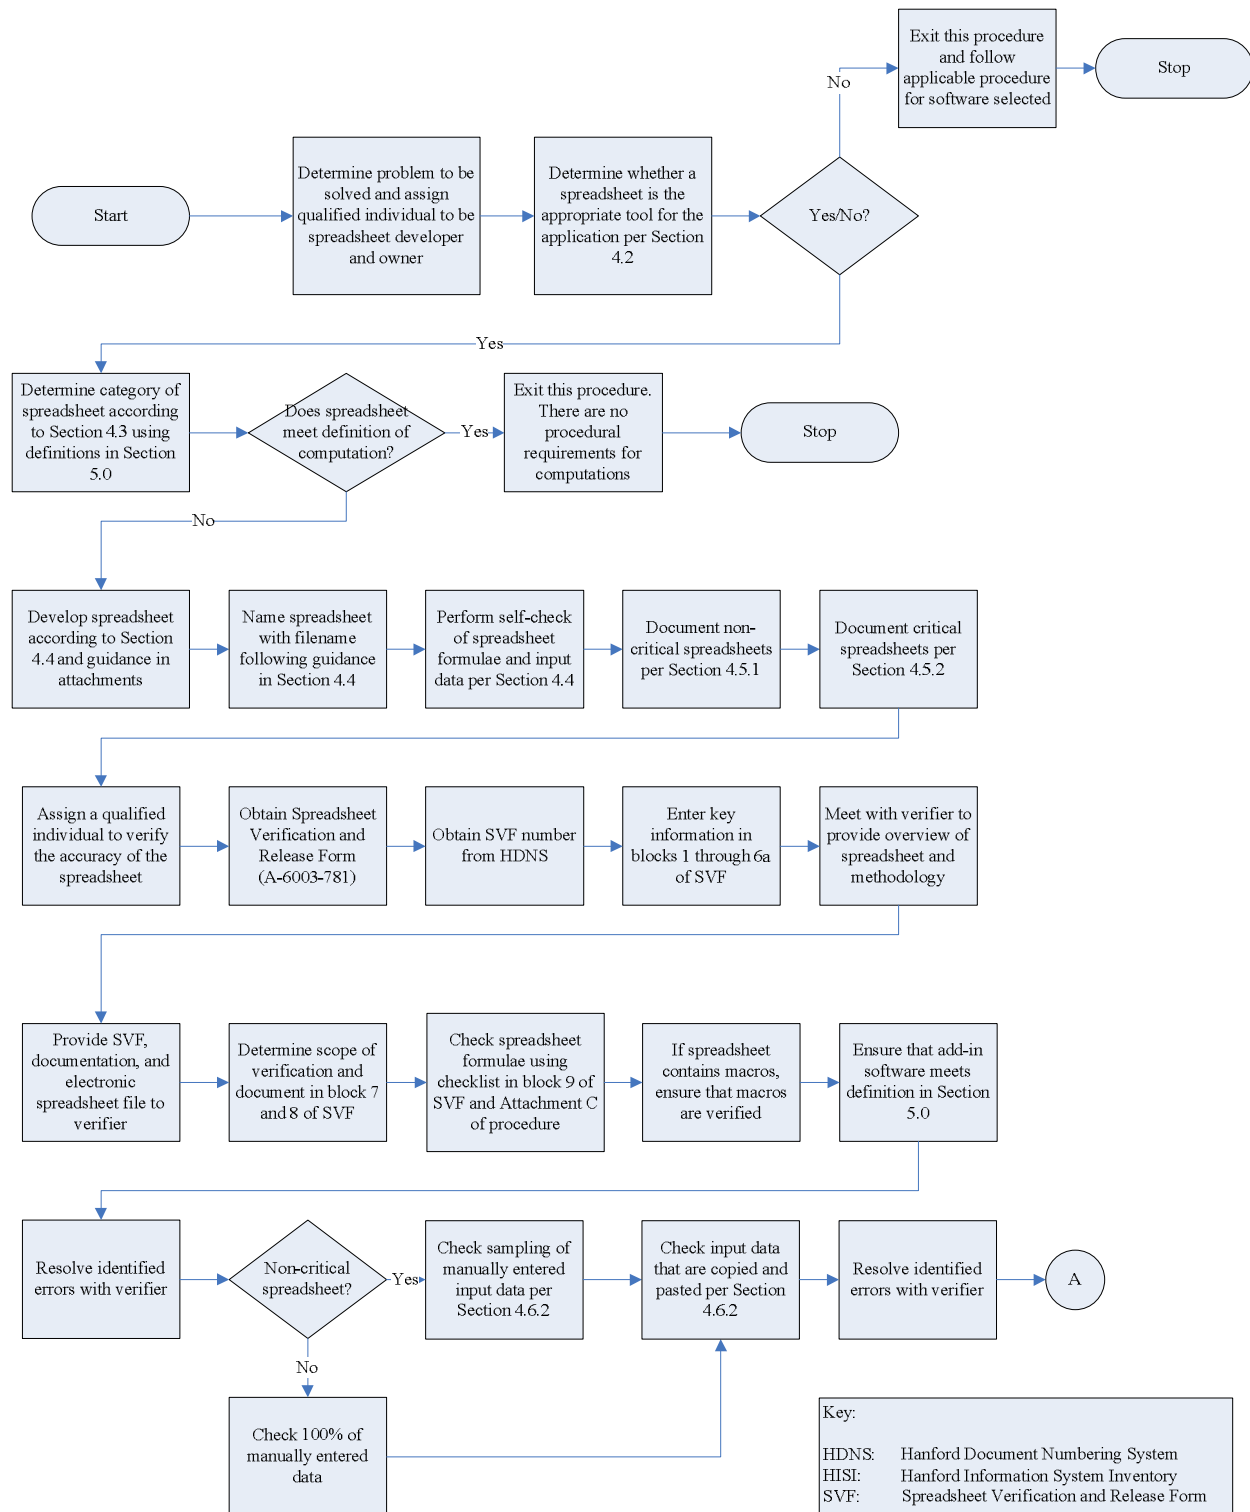 Exit this procedure
and follow
applicable procedure
for software selected
Stop
No
Determine problem to be
solved and assign
qualified individual to be
spreadsheet developer
and owner
Determine whether a
spreadsheet is the
appropriate tool for the
application per Section
4.2
Start
Yes/No?
Yes
Determine category of
spreadsheet according
to Section 4.3 using
definitions in Section
5.0
Does spreadsheet
meet definition of
computation?
Yes
Exit this procedure.
There are no
procedural
requirements for
computations
Stop
No
Develop spreadsheet
according to Section
4.4 and guidance in
attachments
Name spreadsheet
with filename
following guidance
in Section 4.4
Perform self-check
of spreadsheet
formulae and input
data per Section 4.4
Document non-
critical spreadsheets
per Section 4.5.1
Document critical
spreadsheets per
Section 4.5.2
Assign a qualified
individual to verify
the accuracy of the
spreadsheet
Obtain Spreadsheet
Verification and
Release Form
(A-6003-781)
Obtain SVF number
from HDNS
Enter key
information in
blocks 1 through 6a
of SVF
Meet with verifier to
provide overview of
spreadsheet and
methodology
Provide SVF,
documentation, and
electronic
spreadsheet file to
verifier
Determine scope of
verification and
document in block 7
and 8 of SVF
Check spreadsheet
formulae using
checklist in block 9 of
SVF and Attachment C
of procedure
If spreadsheet
contains macros,
ensure that macros
are verified
Ensure that add-in
software meets
definition in Section
5.0
Resolve identified
errors with verifier
Non-critical
spreadsheet?
Yes
Check sampling of
manually entered
input data per
Section 4.6.2
Check input data
that are copied and
pasted per Section
4.6.2
Resolve identified
errors with verifier
A
No
Check 100% of
manually entered
data
Key:
HDNS: Hanford Document Numbering System
HISI: Hanford Information System Inventory
SVF: Spreadsheet Verification and Release Form